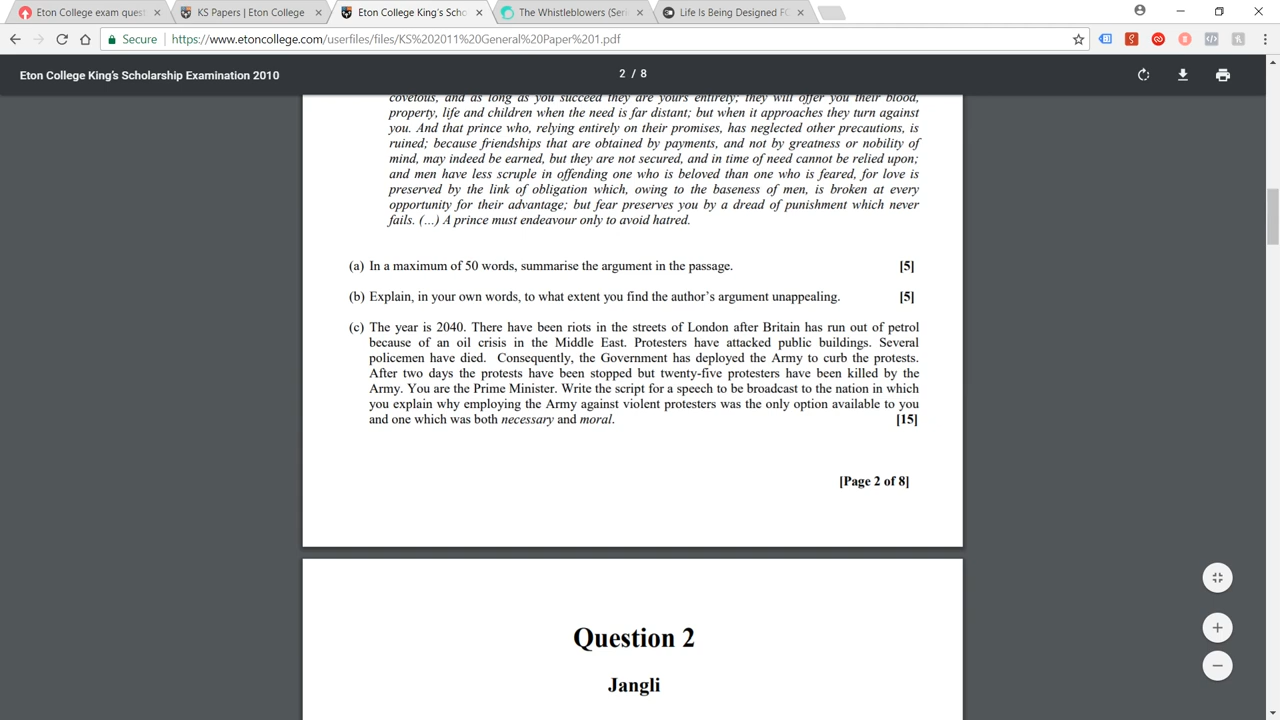 Eton College exam quest
KS Papers | Eton College
Eton College King's Scho
The Whistleblowers (Seri
Life Is Being Designed FO
Secure
https://www.etoncollege.com/userfiles/files/KS%202011%20General%20Paper%201.pdf
Eton College King's Scholarship Examination 2010
2 / 8
covetous, and as long as you succeed they are yours entirely; they will offer you their blood,
property, life and children when the need is far distant; but when it approaches they turn against
you. And that prince who, relying entirely on their promises, has neglected other precautions, is
ruined; because friendships that are obtained by payments, and not by greatness or nobility of
mind, may indeed be earned, but they are not secured, and in time of need cannot be relied upon;
and men have less scruple in offending one who is beloved than one who is feared, for love is
preserved by the link of obligation which, owing to the baseness of men, is broken at every
opportunity for their advantage; but fear preserves you by a dread of punishment which never
fails. (…) A prince must endeavour only to avoid hatred.
(a) In a maximum of 50 words, summarise the argument in the passage. [5]
(b) Explain, in your own words, to what extent you find the author's argument unappealing. [5]
(c) The year is 2040. There have been riots in the streets of London after Britain has run out of petrol
because of an oil crisis in the Middle East. Protesters have attacked public buildings. Several
policemen have died. Consequently, the Government has deployed the Army to curb the protests.
After two days the protests have been stopped but twenty-five protesters have been killed by the
Army. You are the Prime Minister. Write the script for a speech to be broadcast to the nation in which
you explain why employing the Army against violent protesters was the only option available to you
and one which was both necessary and moral. [15]
[Page 2 of 8]
Question 2
Jangli